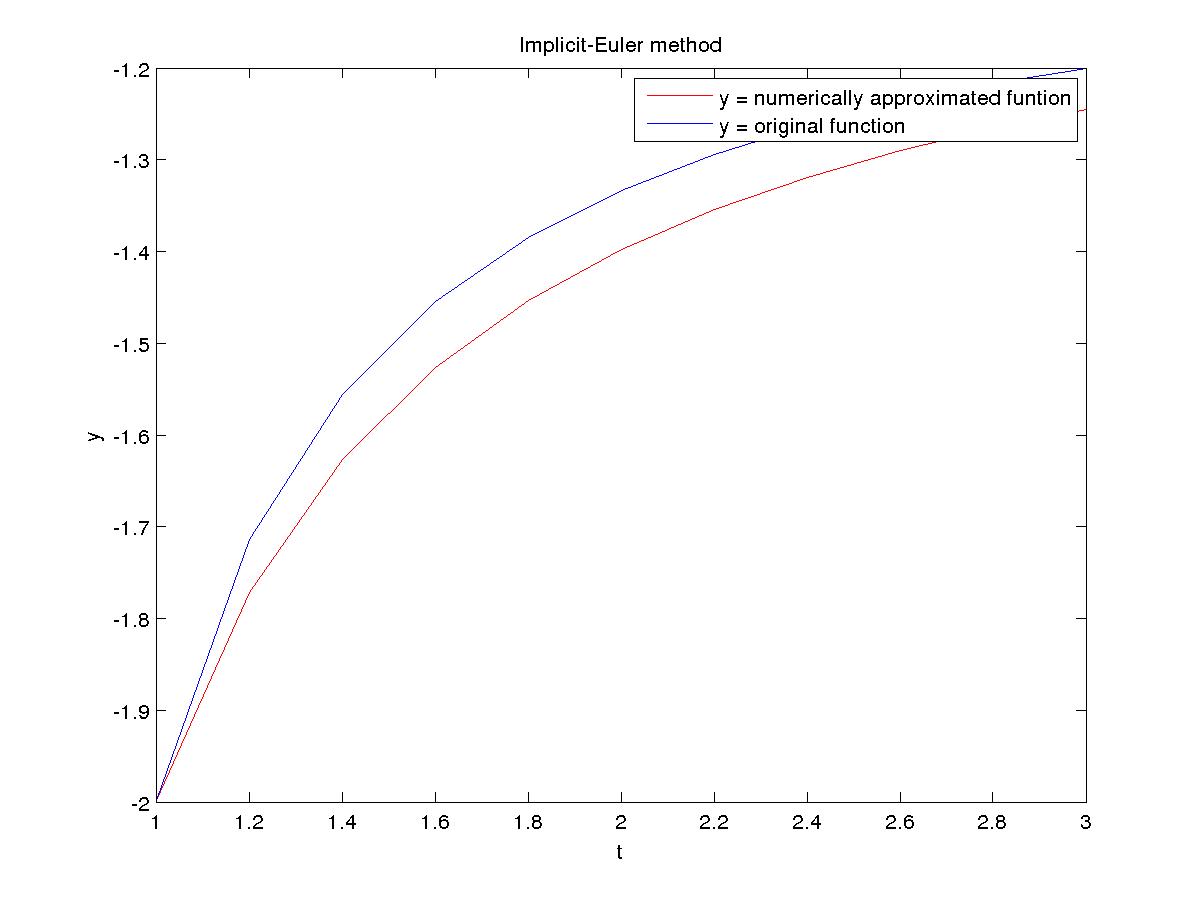 Implicit-Euler method
y = numerically approximated funtion
y = original function
-1.2
-1.3
-1.4
-1.5
-1.6
-1.7
-1.8
-1.9
-2
y
1 1.2 1.4 1.6 1.8 2 2.2 2.4 2.6 2.8 3
t